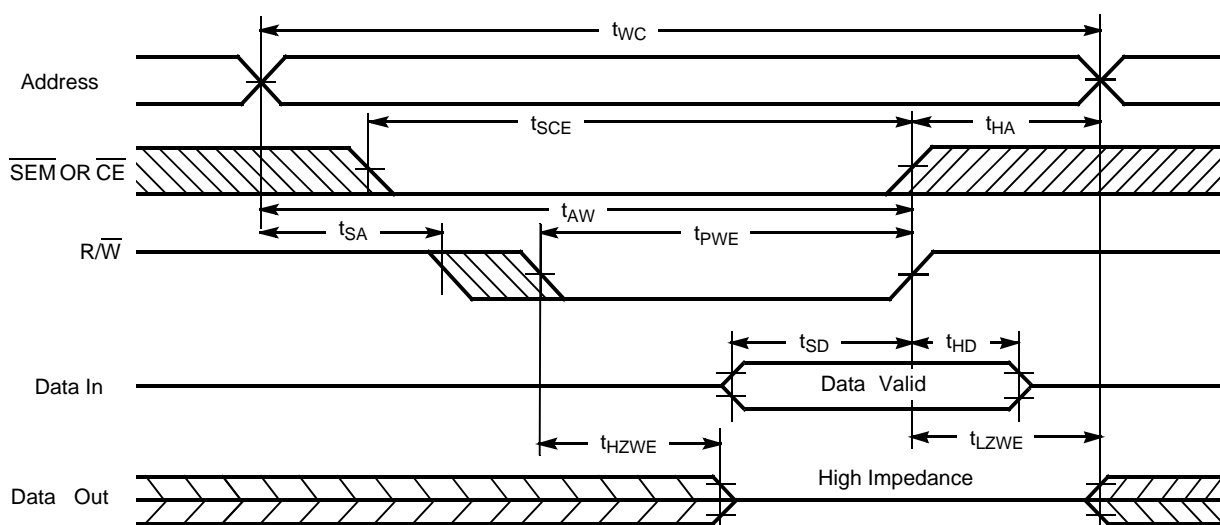 tWC
Address
tSCE
tHA
SEM OR CE
tAW
tSA
tPWE
R/W
tSD
tHD
Data In
Data Valid
tHZWE
tLZWE
High Impedance
Data Out